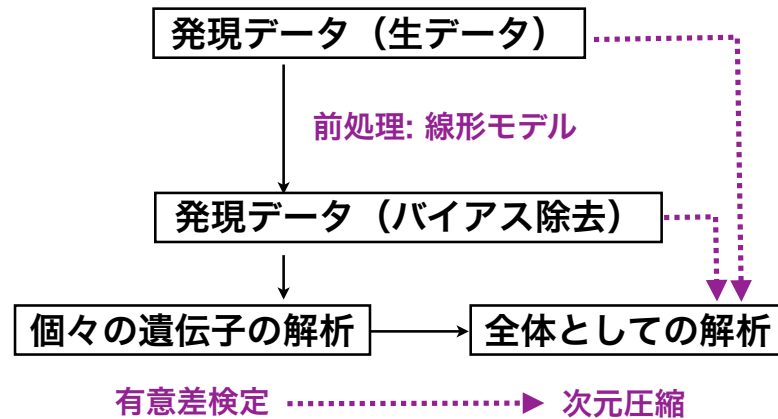 発現データ（生データ）
前処理: 線形モデル
発現データ（バイアス除去）
個々の遺伝子の解析
全体としての解析
有意差検定
次元圧縮